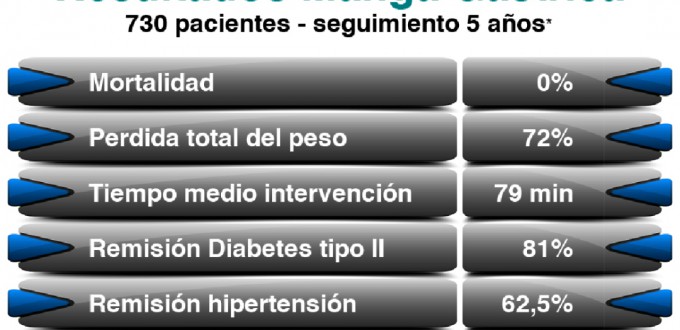 730 pacientes - seguimiento 5 años*
Mortalidad 0%
Perdida total del peso 72%
Tiempo medio intervención 79 min
Remisión Diabetes tipo II 81%
Remisión hipertensión 62,5%